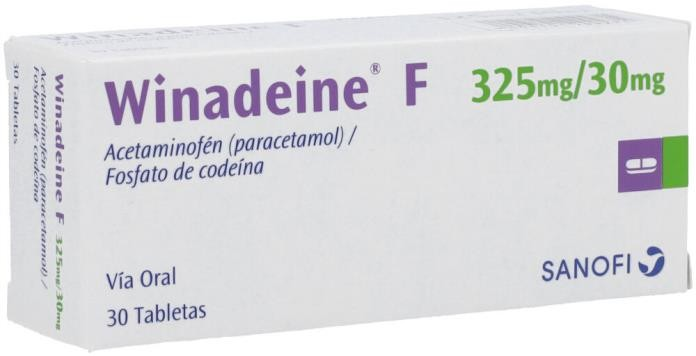 Winadeine® F 325mg/30mg
Acetaminofén (paracetamol) /
Fosfato de codeína
Vía Oral
30 Tabletas
SANOFI
Winadeine F 325mg/30mg
Acetaminofén (paracetamol) /
Fosfato de codeína
30 Tabletas